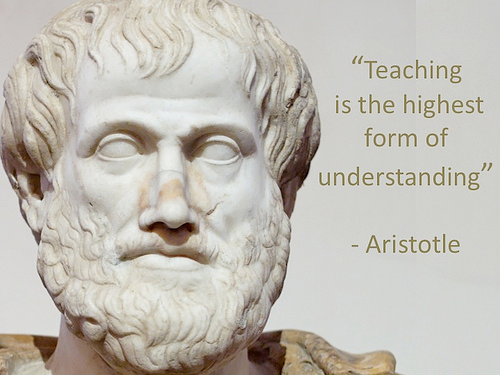 “Teaching
is the highest
form of
understanding”
- Aristotle